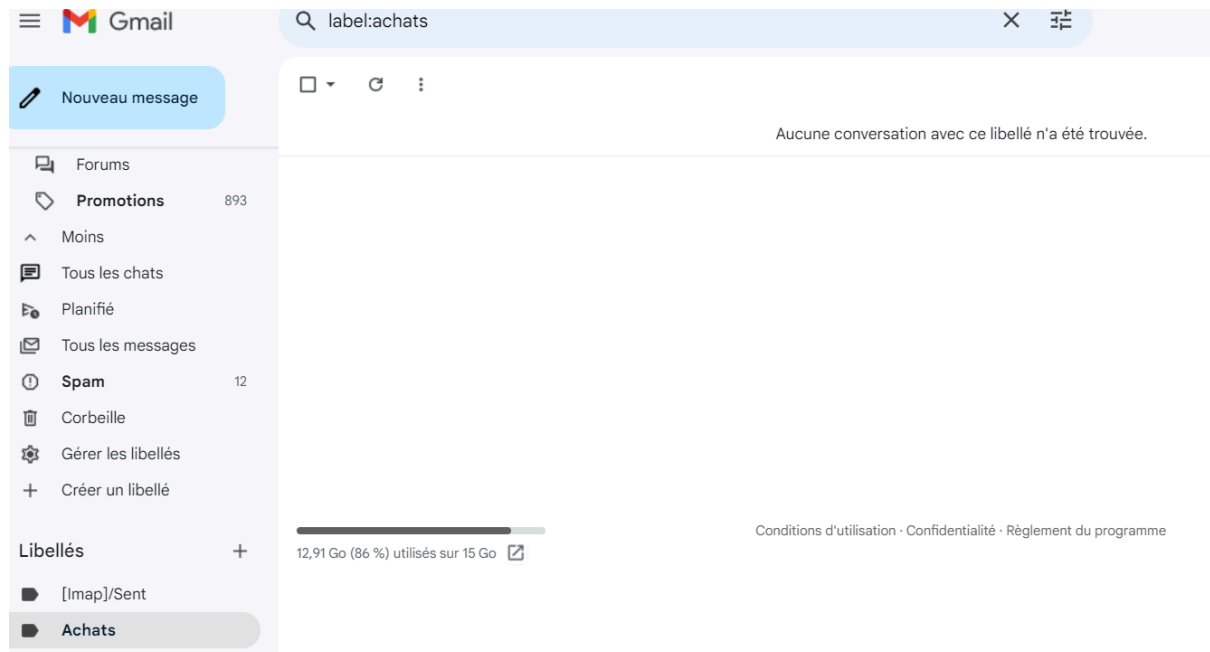 Gmail
label:achats
Nouveau message
Aucune conversation avec ce libellé n'a été trouvée.
Forums
Promotions 893
Moins
Tous les chats
Planifié
Tous les messages
Spam 12
Corbeille
Gérer les libellés
Créer un libellé
Conditions d'utilisation · Confidentialité · Règlement du programme
12,91 Go (86 %) utilisés sur 15 Go
Libellés
[Imap]/Sent
Achats